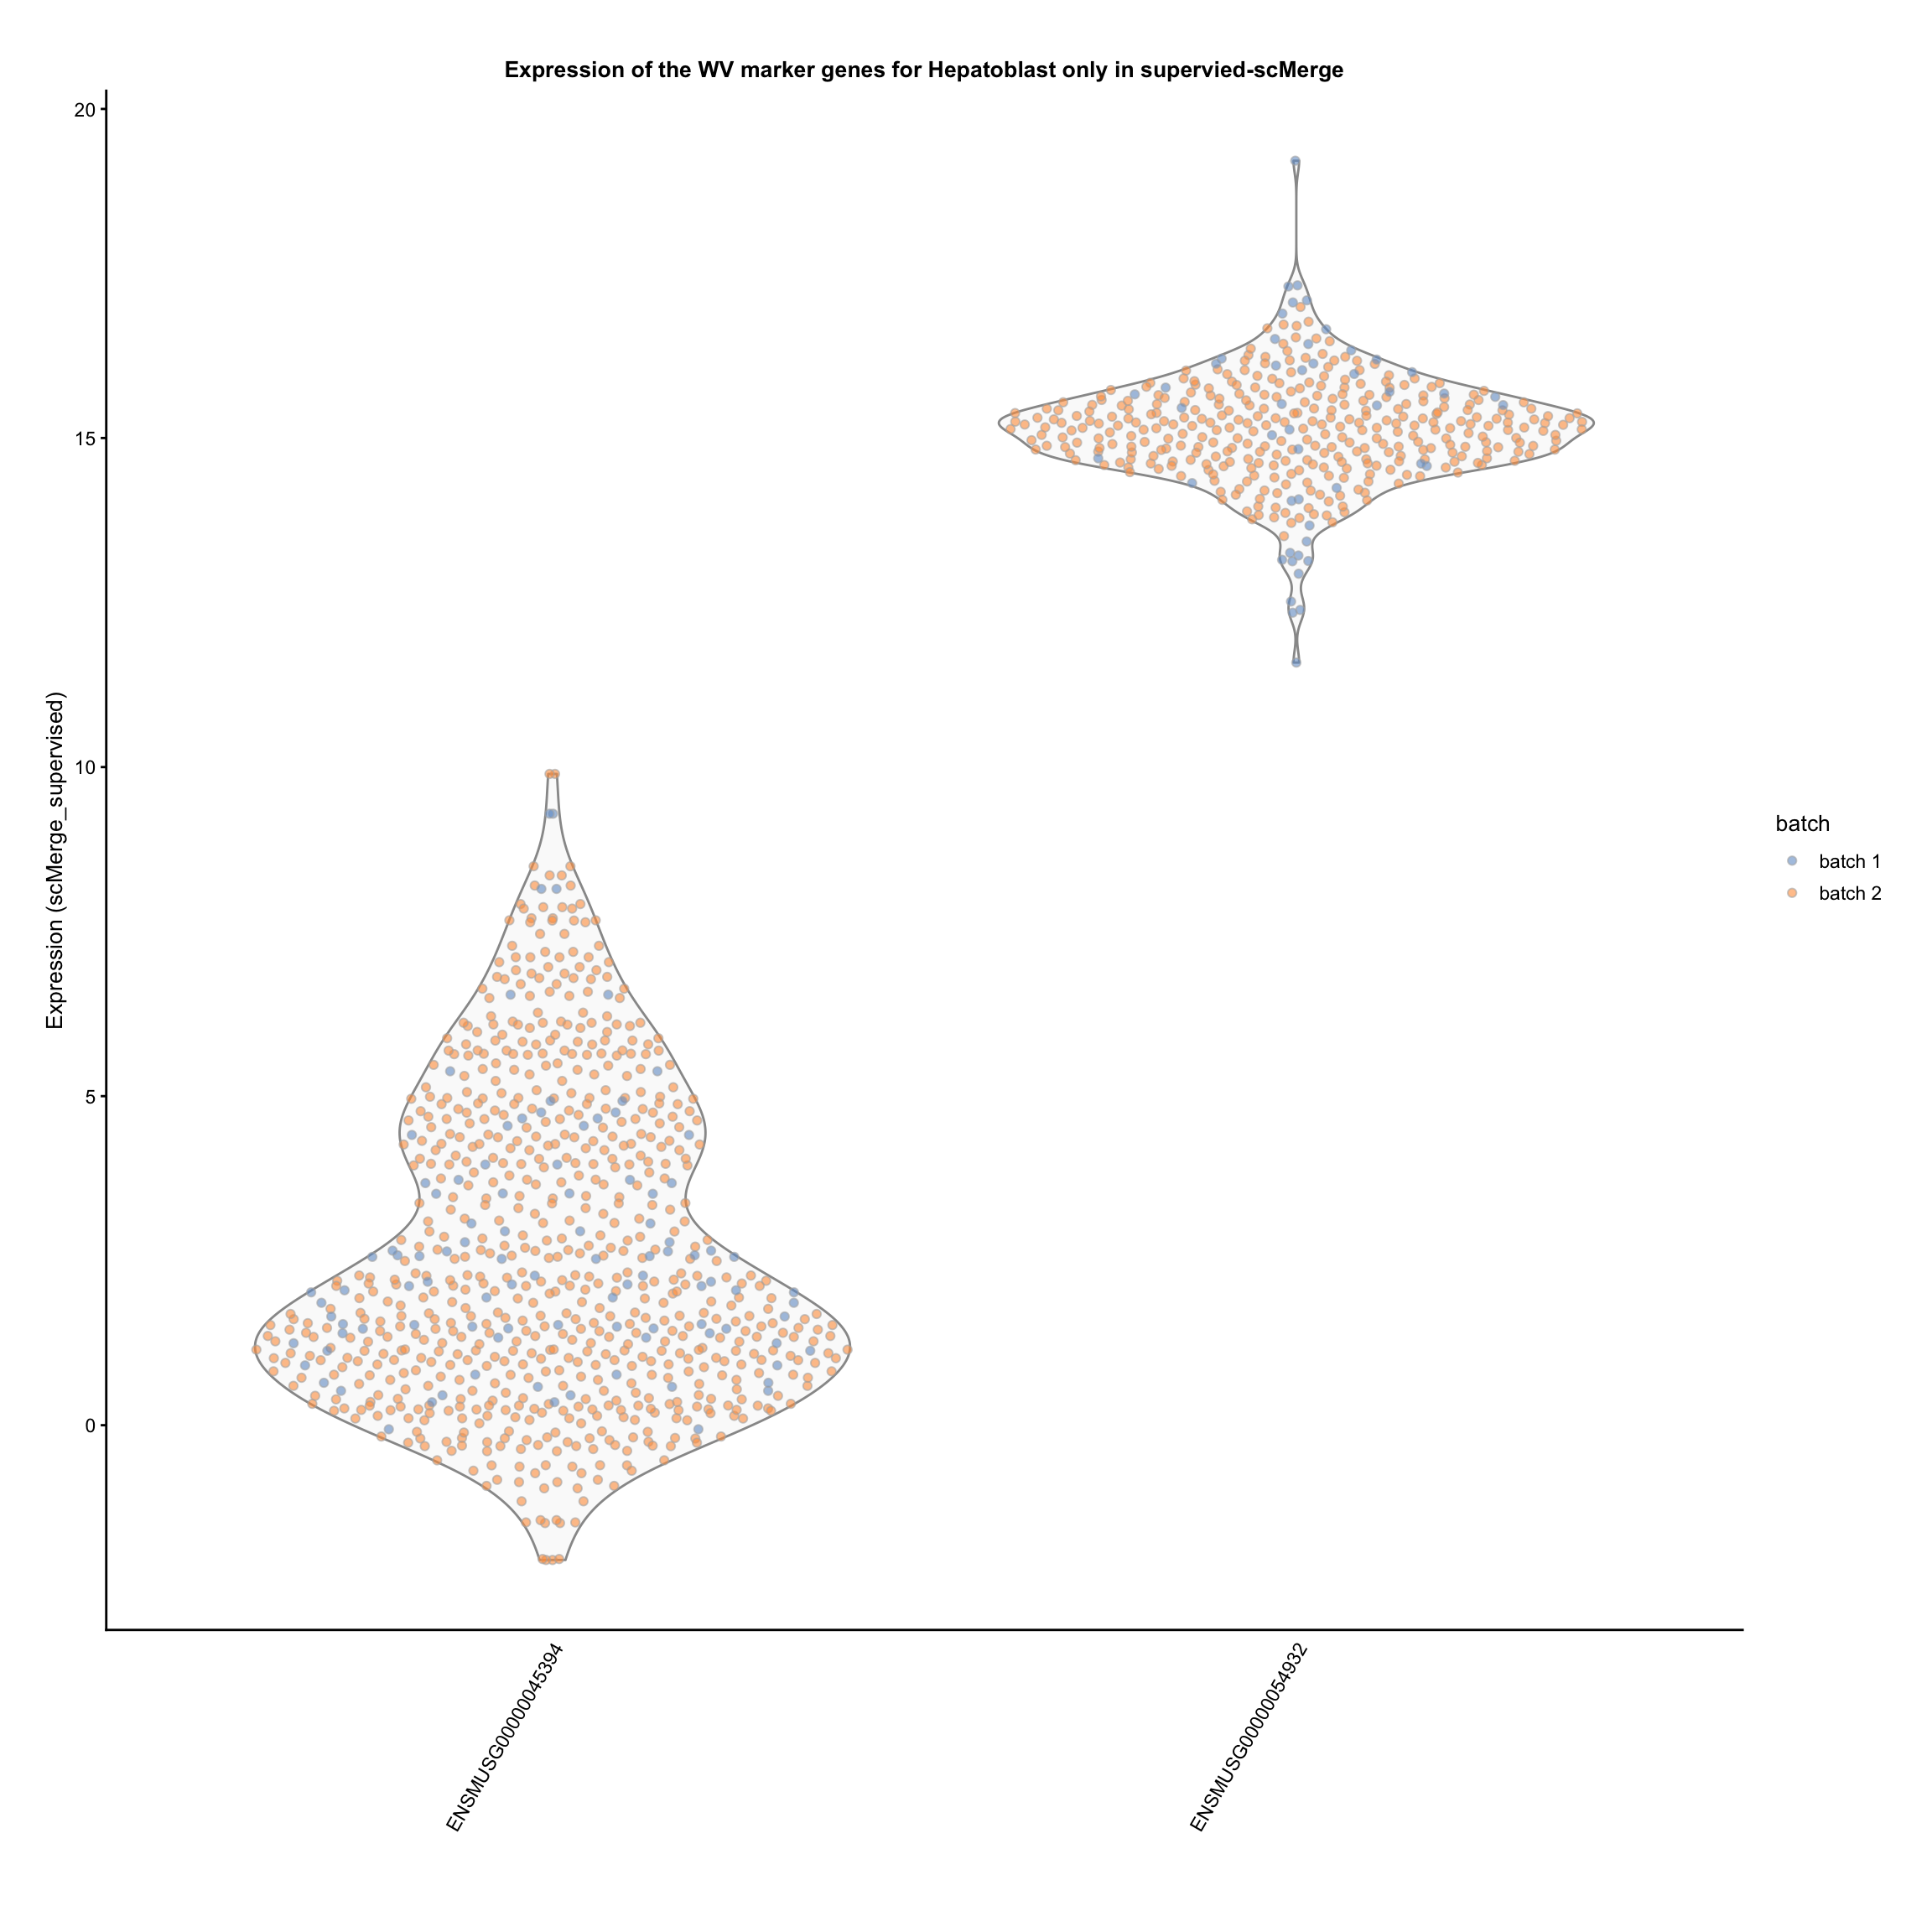 Expression of the WV marker genes for Hepatoblast only in supervied-scMerge
20
15
10
5
0
Expression (scMerge_supervised)
ENSMUSG00000045394
ENSMUSG00000054932
batch
batch 1
batch 2